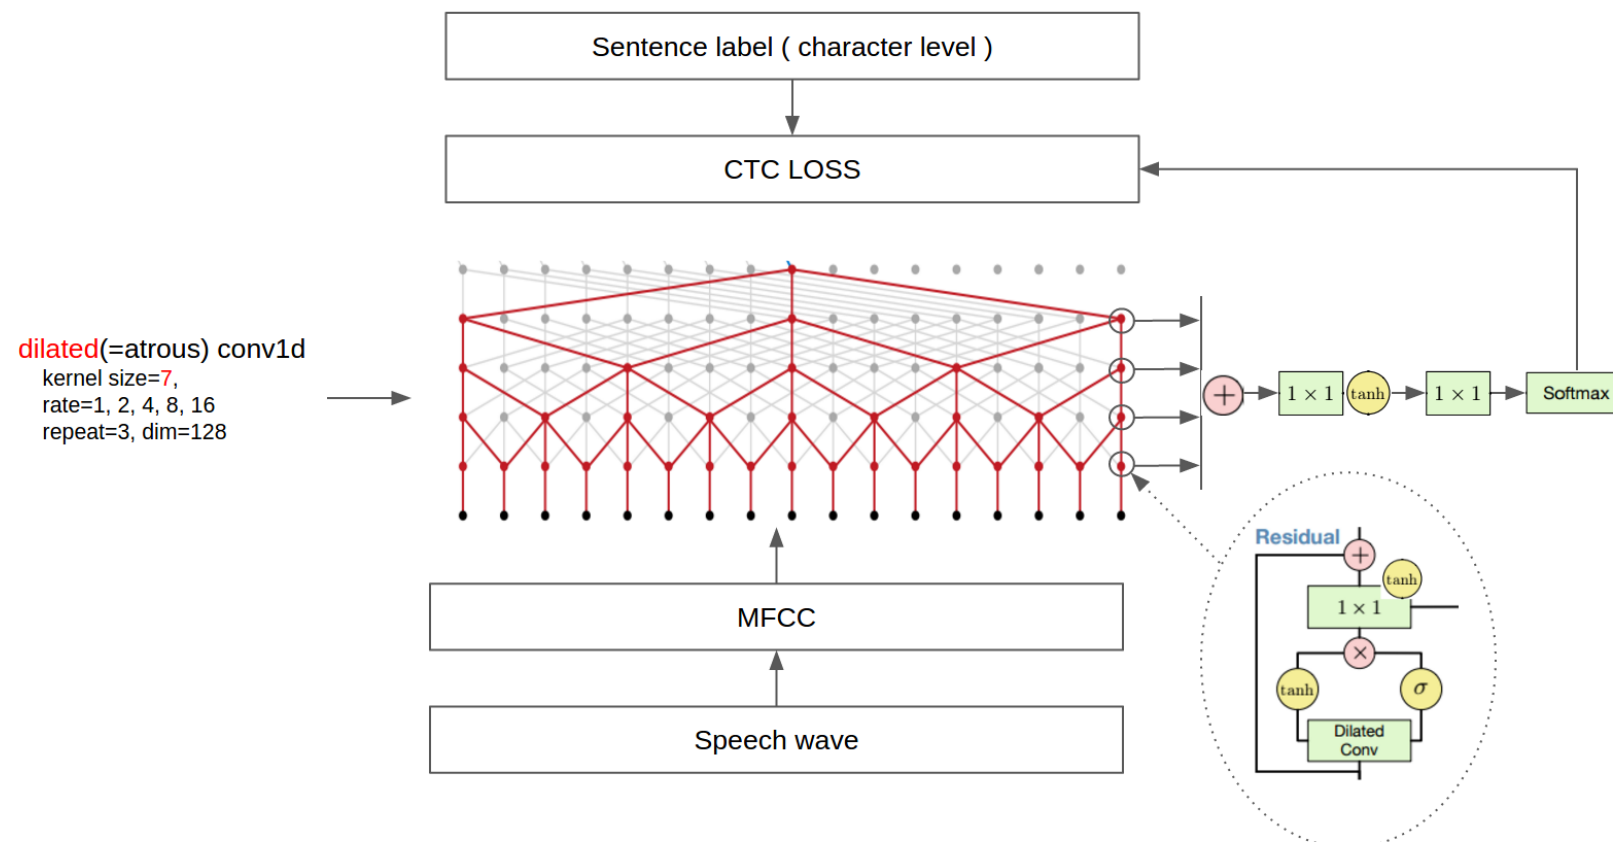 Sentence label ( character level )
CTC LOSS
dilated(=atrous) conv1d
kernel size=7,
rate=1, 2, 4, 8, 16
repeat=3, dim=128
+
1 × 1
tanh
1 × 1
Softmax
Residual
+
tanh
1 × 1
×
tanh
σ
Dilated
Conv
MFCC
Speech wave